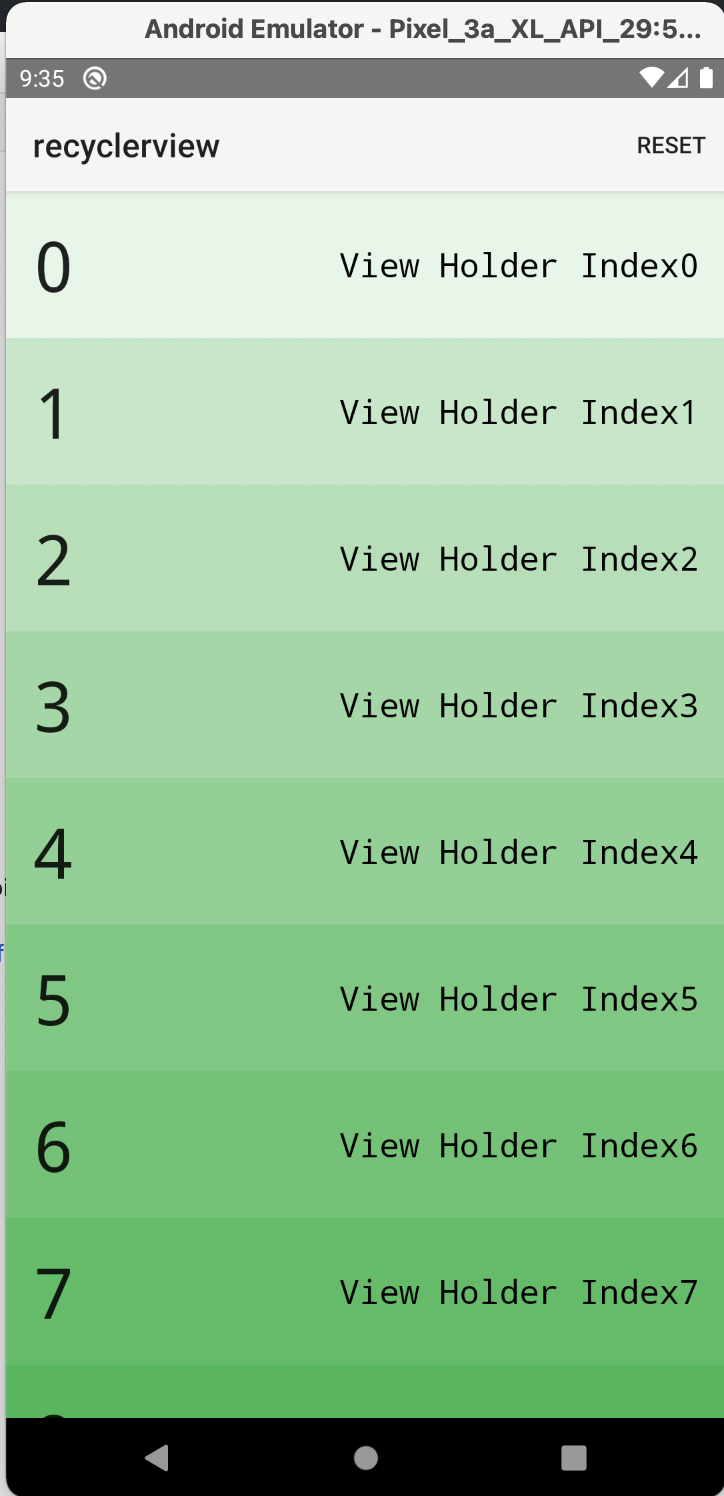 Android Emulator - Pixel_3a_XL_API_29:5...
9:35
recyclerview RESET
0 View Holder Index0
1 View Holder Index1
2 View Holder Index2
3 View Holder Index3
4 View Holder Index4
5 View Holder Index5
6 View Holder Index6
7 View Holder Index7